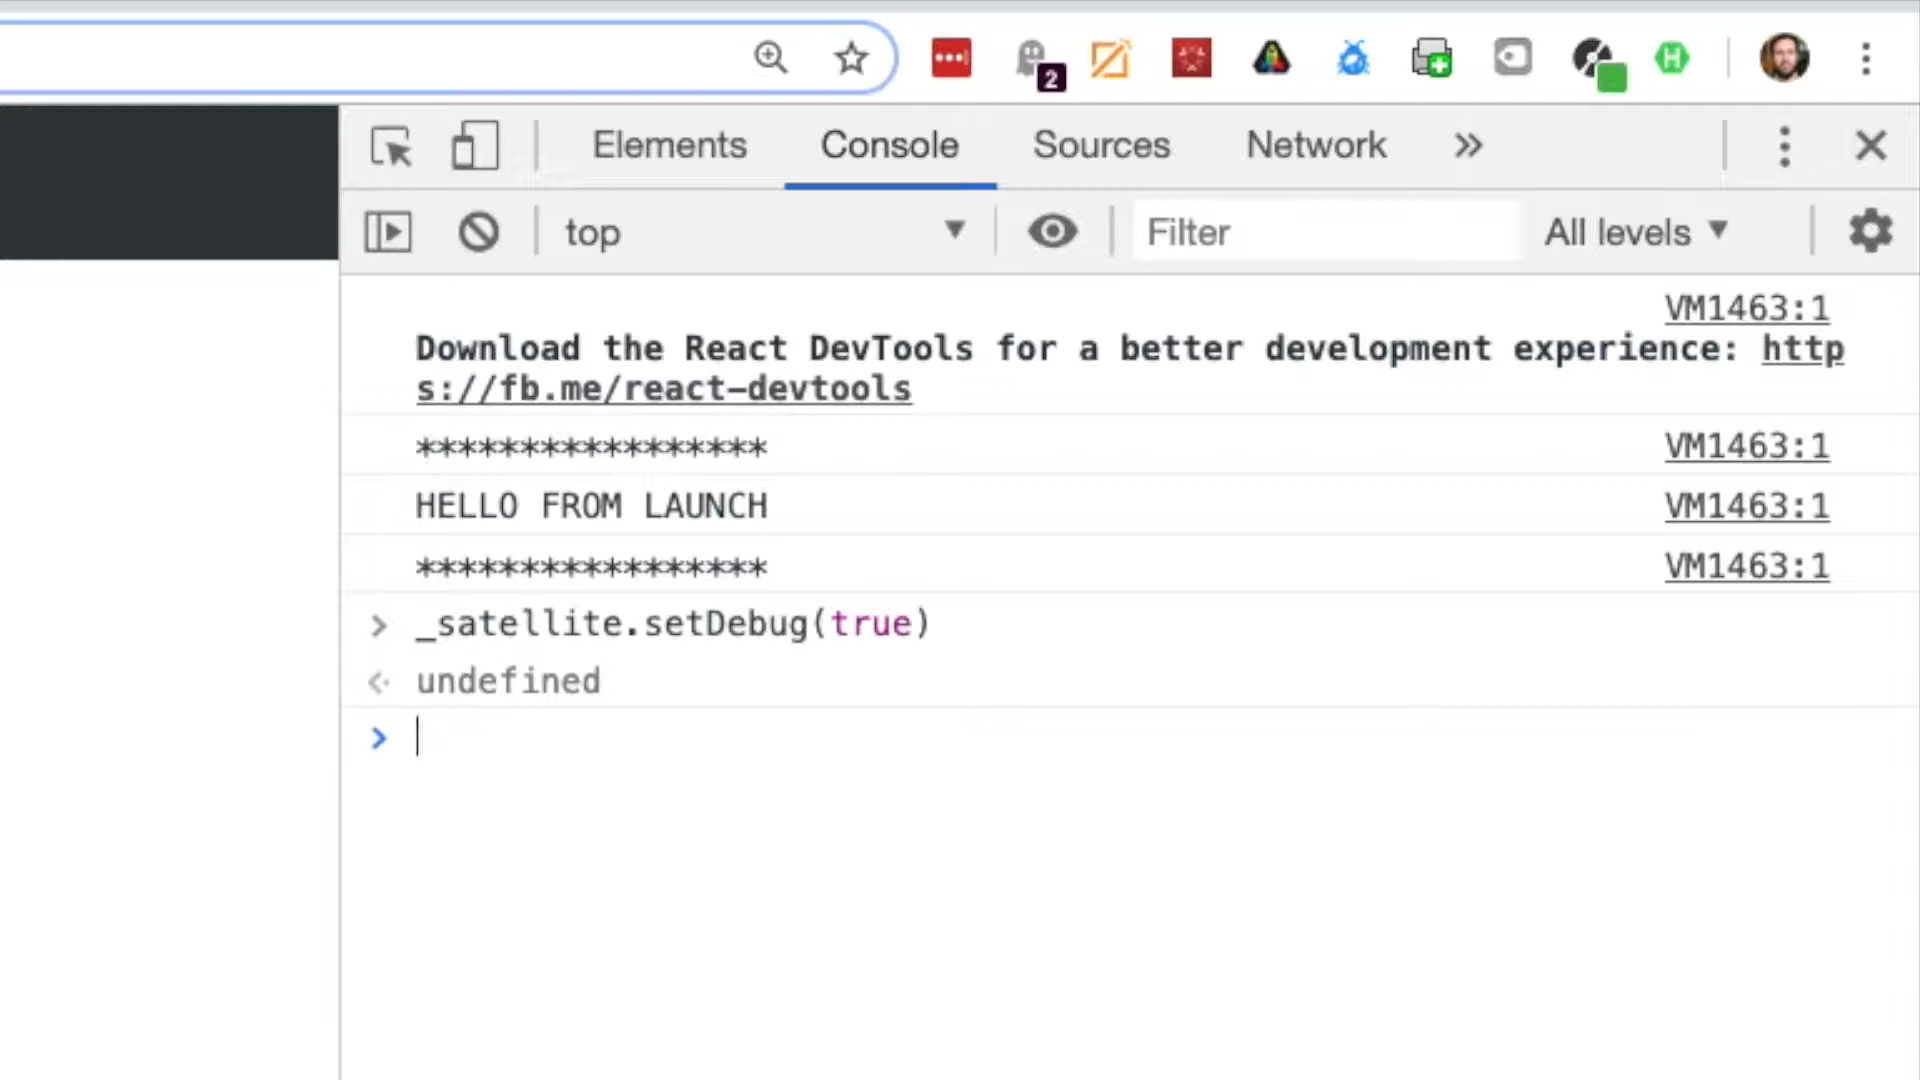 2
Elements Console Sources Network
top Filter All levels
VM1463:1
Download the React DevTools for a better development experience: http
s://fb.me/react-devtools
***************** VM1463:1
HELLO FROM LAUNCH VM1463:1
***************** VM1463:1
_satellite.setDebug(true)
undefined